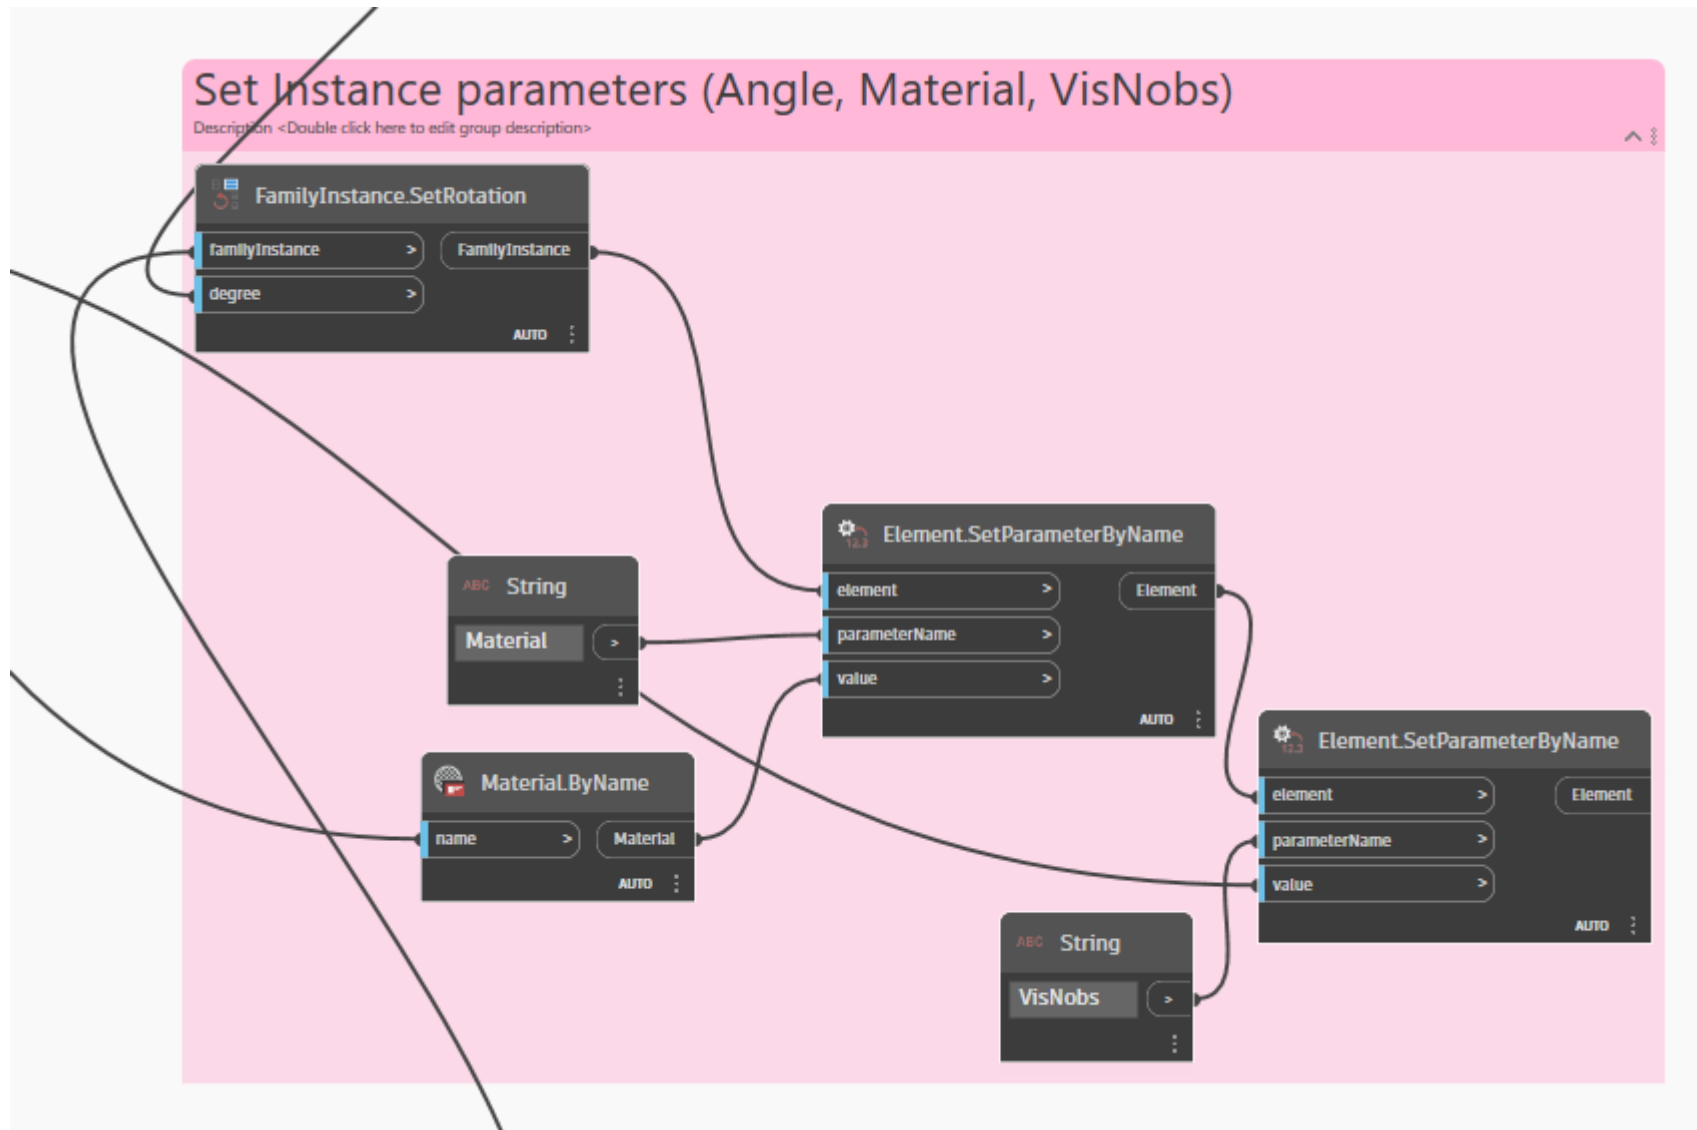 Set Instance parameters (Angle, Material, VisNobs)
Description <Double click here to edit group description>
FamilyInstance.SetRotation
familyInstance > FamilyInstance
degree >
AUTO
Element.SetParameterByName
element > Element
parameterName >
value >
AUTO
ABC String
Material >
Material.ByName
name > Material
AUTO
Element.SetParameterByName
element > Element
parameterName >
value >
AUTO
ABC String
VisNobs >